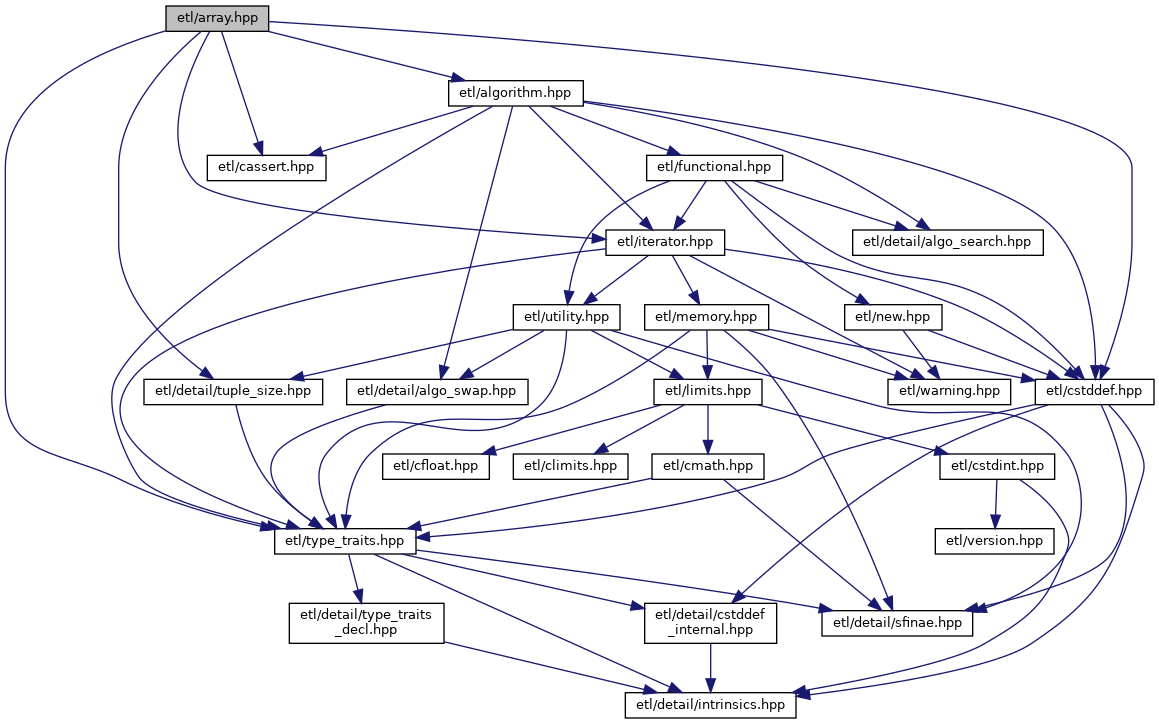 etl/array.hpp
etl/algorithm.hpp
etl/cassert.hpp
etl/functional.hpp
etl/iterator.hpp
etl/detail/algo_search.hpp
etl/utility.hpp
etl/memory.hpp
etl/new.hpp
etl/detail/tuple_size.hpp
etl/detail/algo_swap.hpp
etl/limits.hpp
etl/warning.hpp
etl/cstddef.hpp
etl/cfloat.hpp
etl/climits.hpp
etl/cmath.hpp
etl/cstdint.hpp
etl/type_traits.hpp
etl/version.hpp
etl/detail/type_traits
_decl.hpp
etl/detail/cstddef
_internal.hpp
etl/detail/sfinae.hpp
etl/detail/intrinsics.hpp